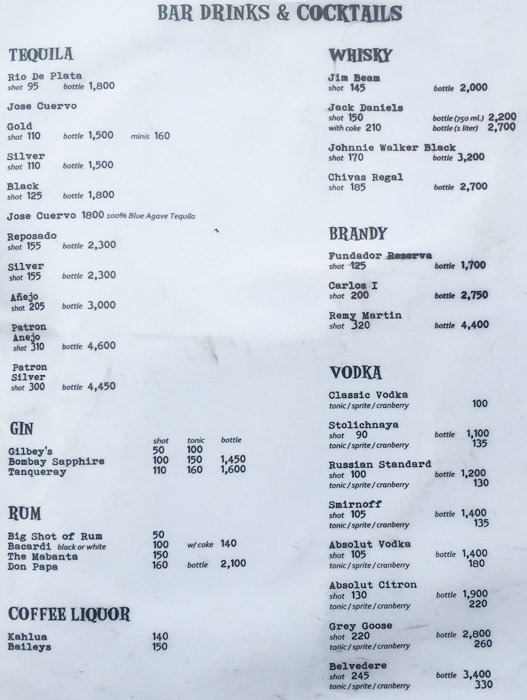 BAR DRINKS & COCKTAILS
TEQUILA
Rio De Plata
shot 95 bottle 1,800
Jose Cuervo
Gold
shot 110 bottle 1,500 minis 160
Silver
shot 110 bottle 1,500
Black
shot 125 bottle 1,800
Jose Cuervo 1800 100% Blue Agave Tequila
Reposado
shot 155 bottle 2,300
Silver
shot 155 bottle 2,300
Añejo
shot 205 bottle 3,000
Patron
Anejo
shot 310 bottle 4,600
Patron
Silver
shot 300 bottle 4,450
GIN
shot tonic bottle
Gilbey's 50 100
Bombay Sapphire 100 150 1,450
Tanqueray 110 160 1,600
RUM
Big Shot of Rum 50
Bacardi black or white 100 w/coke 140
The Mabanta 150
Don Papa 160 bottle 2,100
COFFEE LIQUOR
Kahlua 140
Baileys 150
WHISKY
Jim Beam
shot 145 bottle 2,000
Jack Daniels
shot 150 bottle (750 ml.) 2,200
with coke 210 bottle (1 liter) 2,700
Johnnie Walker Black
shot 170 bottle 3,200
Chivas Regal
shot 185 bottle 2,700
BRANDY
Fundador Reserva
shot 125 bottle 1,700
Carlos I
shot 200 bottle 2,750
Remy Martin
shot 320 bottle 4,400
VODKA
Classic Vodka
tonic / sprite / cranberry 100
Stolichnaya
shot 90 bottle 1,100
tonic / sprite / cranberry 135
Russian Standard
shot 100 bottle 1,200
tonic / sprite / cranberry 130
Smirnoff
shot 105 bottle 1,400
tonic / sprite / cranberry 135
Absolut Vodka
shot 105 bottle 1,400
tonic / sprite / cranberry 180
Absolut Citron
shot 130 bottle 1,900
tonic / sprite / cranberry 220
Grey Goose
shot 220 bottle 2,800
tonic / sprite / cranberry 260
Belvedere
shot 245 bottle 3,400
tonic / sprite / cranberry 330